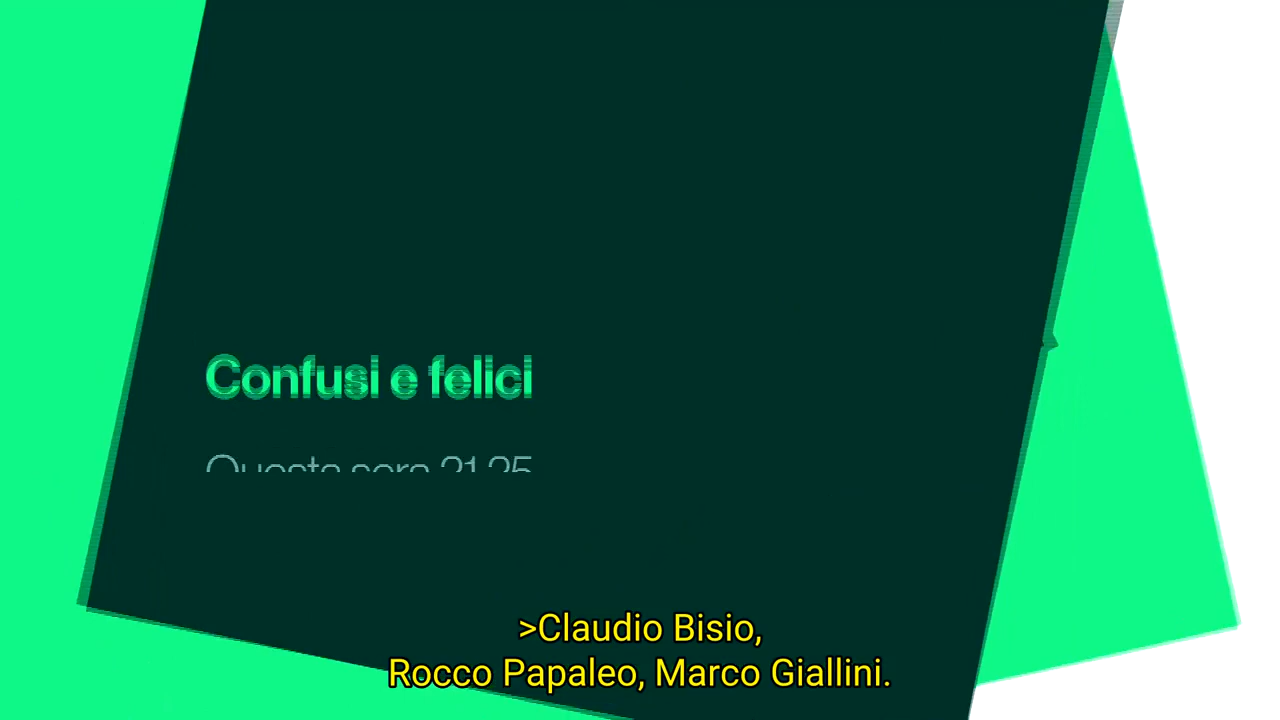 Confusi e felici
Questa sera 21.25
>Claudio Bisio,
Rocco Papaleo, Marco Giallini.